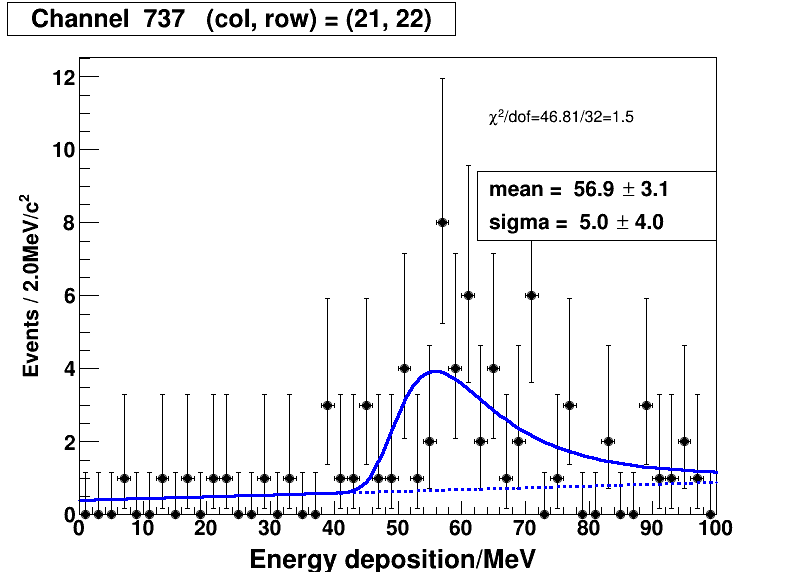 Channel 737 (col, row) = (21, 22)
χ²/dof=46.81/32=1.5
mean = 56.9 ± 3.1
sigma = 5.0 ± 4.0
Events / 2.0MeV/c²
12
10
8
6
4
2
0
0 10 20 30 40 50 60 70 80 90 100
Energy deposition/MeV